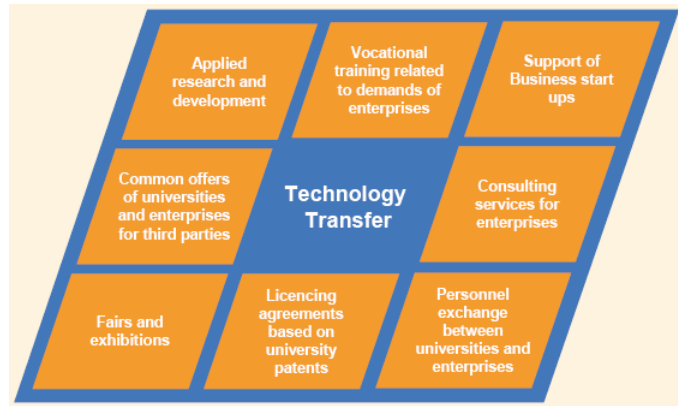 Applied
research and
development
Vocational
training related
to demands of
enterprises
Support of
Business start
ups
Common offers
of universities
and enterprises
for third parties
Technology
Transfer
Consulting
services for
enterprises
Fairs and
exhibitions
Licencing
agreements
based on
university
patents
Personnel
exchange
between
universities and
enterprises